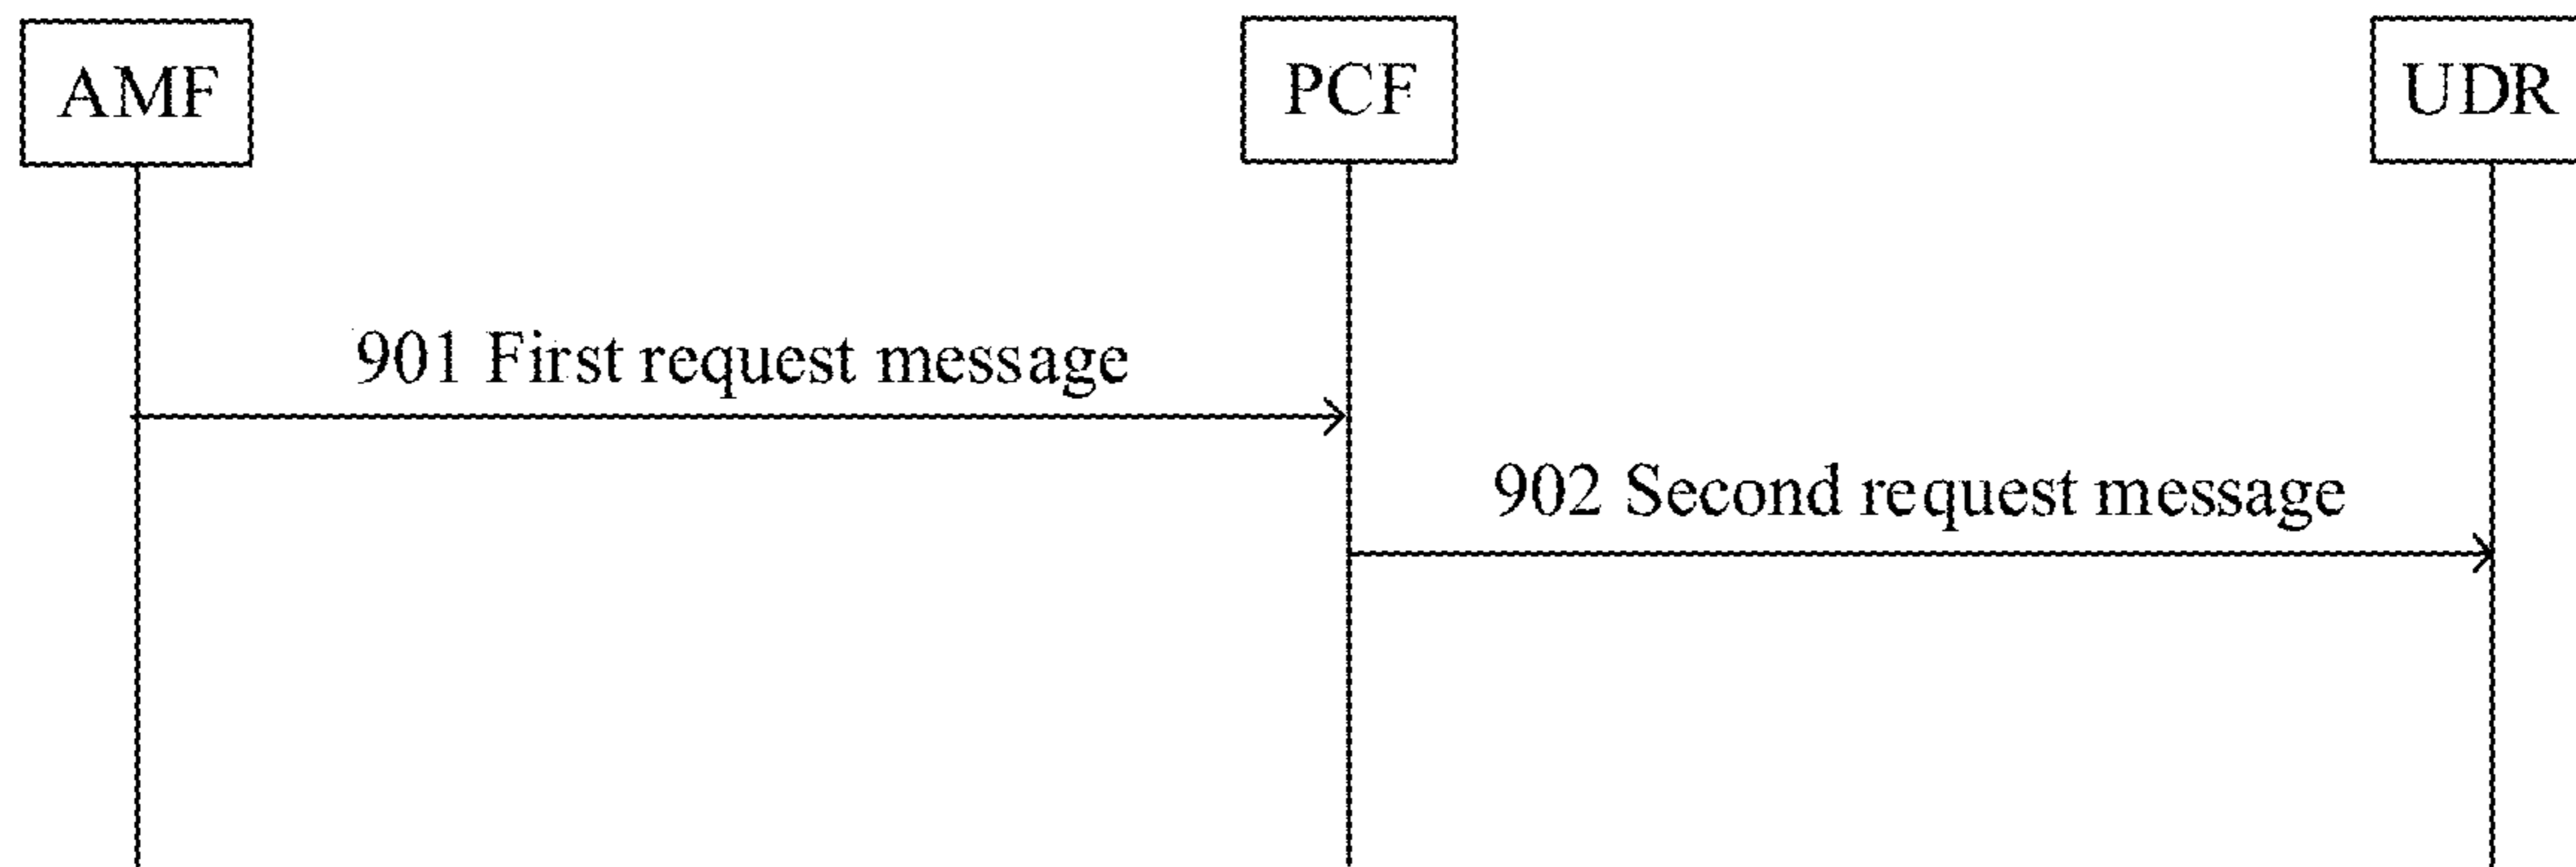 AMF
PCF
UDR
901 First request message
902 Second request message